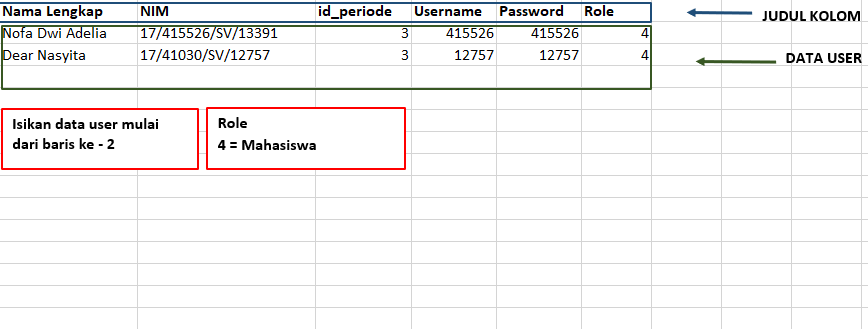 Nama Lengkap NIM id_periode Username Password Role
JUDUL KOLOM
Nofa Dwi Adelia 17/415526/SV/13391 3 415526 415526 4
Dear Nasyita 17/41030/SV/12757 3 12757 12757 4
DATA USER
Isikan data user mulai
dari baris ke - 2
Role
4 = Mahasiswa